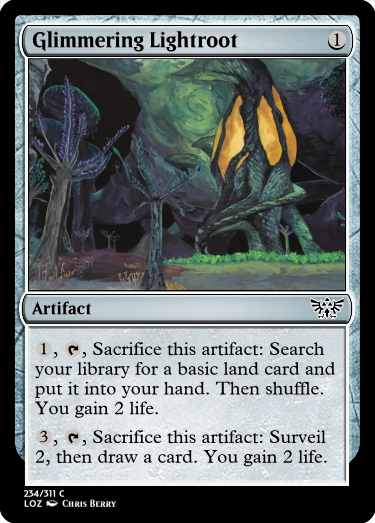 Glimmering Lightroot 1
Artifact
1, , Sacrifice this artifact: Search
your library for a basic land card and
put it into your hand. Then shuffle.
You gain 2 life.
3, , Sacrifice this artifact: Surveil
2, then draw a card. You gain 2 life.
234/311 C
LOZ Chris Berry